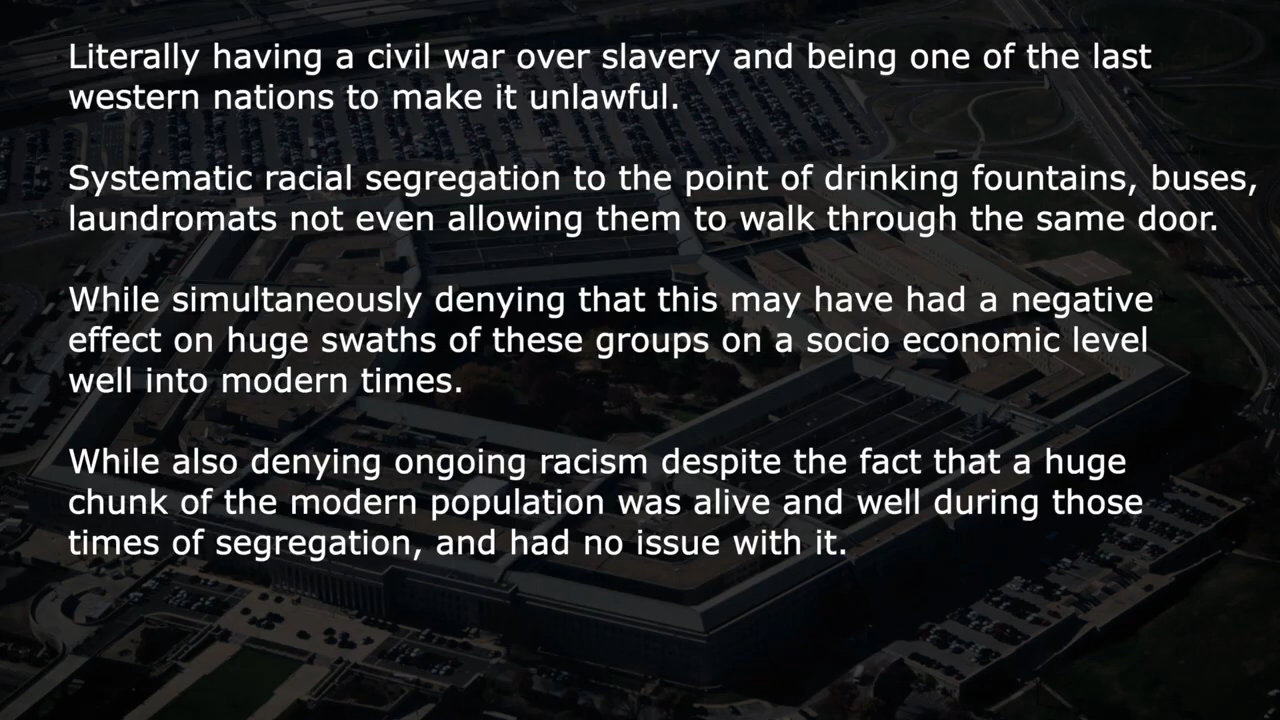 Literally having a civil war over slavery and being one of the last
western nations to make it unlawful.
Systematic racial segregation to the point of drinking fountains, buses,
laundromats not even allowing them to walk through the same door.
While simultaneously denying that this may have had a negative
effect on huge swaths of these groups on a socio economic level
well into modern times.
While also denying ongoing racism despite the fact that a huge
chunk of the modern population was alive and well during those
times of segregation, and had no issue with it.